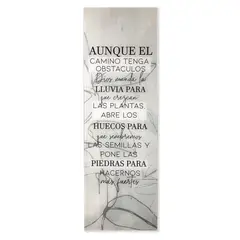 AUNQUE EL
CAMINO TENGA
OBSTACULOS
Dios manda la
LLUVIA PARA
que crezcan
LAS PLANTAS,
ABRE LOS
HUECOS PARA
que sembremos
LAS SEMILLAS Y
PONE LAS
PIEDRAS PARA
HACERNOS
más fuertes